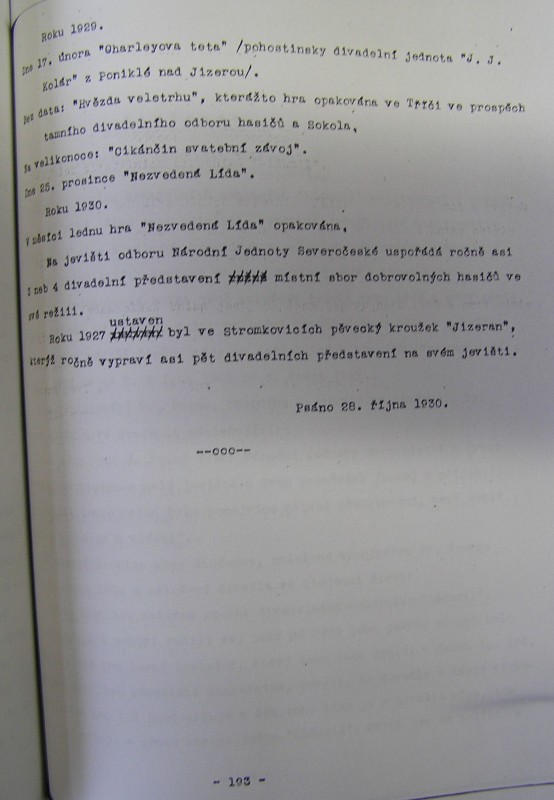 Roku 1929.
Dne 17. února "Charleyova teta" /pohostinsky divadelní jednota "J. J.
Kolár" z Poniklé nad Jizerou/.
Bez data: "Hvězda veletrhu", kterážto hra opakována ve Tříči ve prospěch
tamního divadelního odboru hasičů a Sokola,
Na velikonoce: "Cikánčin svatební závoj".
Dne 25. prosince "Nezvedená Lída".
Roku 1930.
V měsíci lednu hra "Nezvedená Lída" opakována,
Na jevišti odboru Národní Jednoty Severočeské uspořádá ročně asi
3 neb 4 divadelní představení místní sbor dobrovolných hasičů ve
své režiii.
ustaven
Roku 1927 byl ve Stromkovicích pěvecký kroužek "Jizeran",
kterýž ročně vypraví asi pět divadelních představení na svém jevišti.
Psáno 28. října 1930.
--ooo--
- 193 -